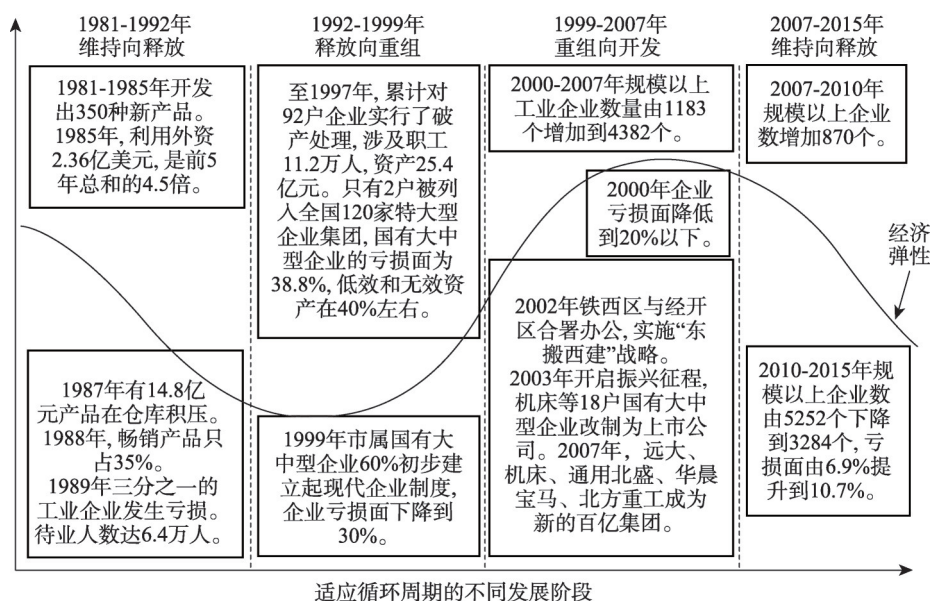 1981-1992年
维持向释放
1981-1985年开发
出350种新产品。
1985年, 利用外资
2.36亿美元, 是前5
年总和的4.5倍。
1987年有14.8亿
元产品在仓库积压。
1988年, 畅销产品只
占35%。
1989年三分之一的
工业企业发生亏损。
待业人数达6.4万人。
1992-1999年
释放向重组
至1997年, 累计对
92户企业实行了破
产处理, 涉及职工
11.2万人, 资产25.4
亿元。只有2户被列
入全国120家特大型
企业集团, 国有大中
型企业的亏损面为
38.8%, 低效和无效资
产在40%左右。
1999年市属国有大
中型企业60%初步建
立起现代企业制度,
企业亏损面下降到
30%。
1999-2007年
重组向开发
2000-2007年规模以上
工业企业数量由1183
个增加到4382个。
2000年企业
亏损面降低
到20%以下。
2002年铁西区与经开
区合署办公, 实施“东
搬西建”战略。
2003年开启振兴征程,
机床等18户国有大中
型企业改制为上市公
司。2007年, 远大、
机床、通用北盛、华晨
宝马、北方重工成为
新的百亿集团。
2007-2015年
维持向释放
2007-2010年
规模以上企业
数增加870个。
经济
弹性
2010-2015年规
模以上企业数
由5252个下降
到3284个, 亏
损面由6.9%提
升到10.7%。
适应循环周期的不同发展阶段